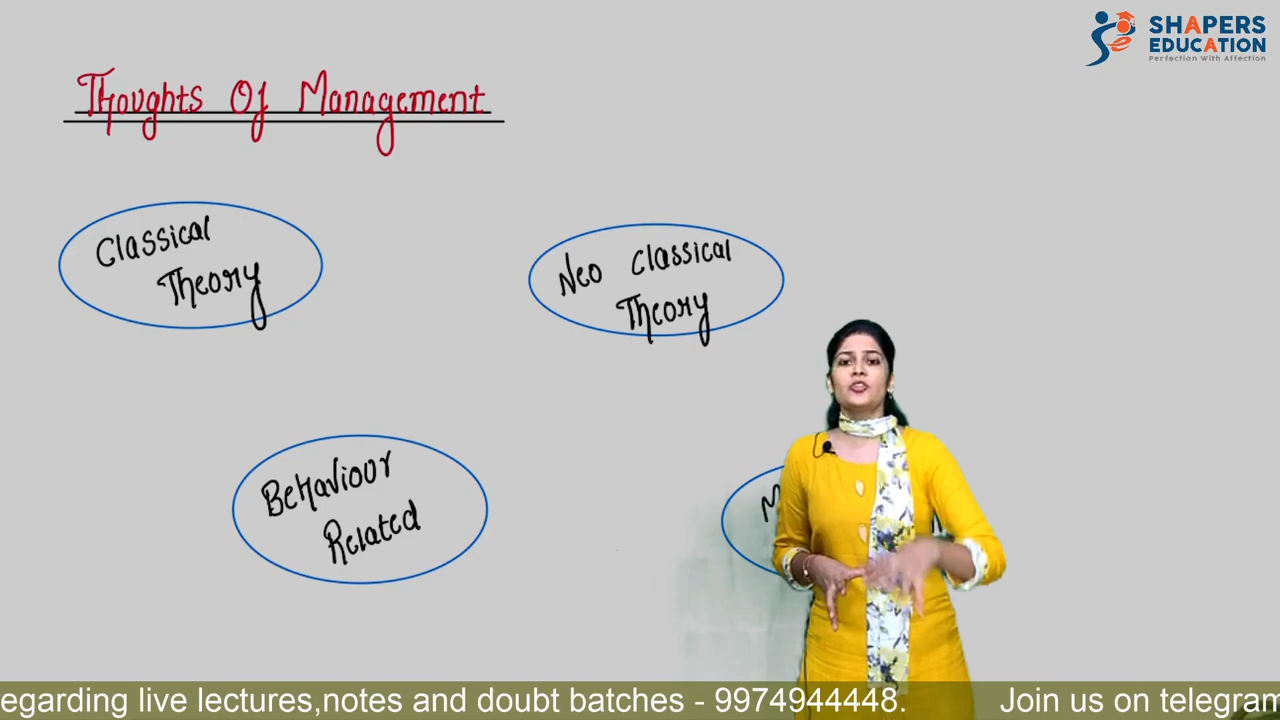 SHAPERS
EDUCATION
Perfection With Affection
Thoughts Of Management
Classical
Theory
Neo Classical
Theory
Behaviour
Related
regarding live lectures,notes and doubt batches - 9974944448. Join us on telegram